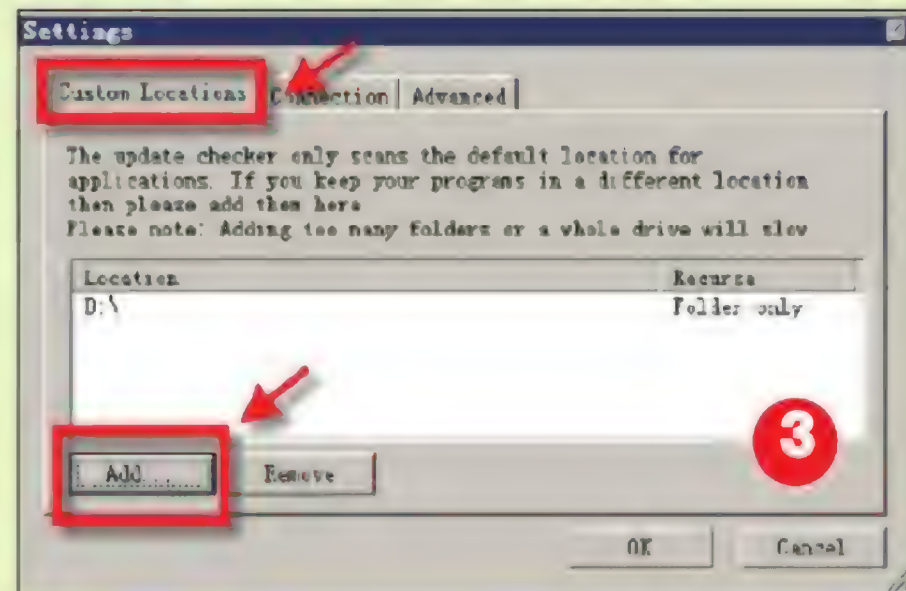 Settings
Custom Locations Connection Advanced
The update checker only scans the default location for
applications. If you keep your programs in a different location
then please add them here
Please note: Adding too many folders or a whole drive will slow
Location Recurse
D:\ Folder only
3
Add... Remove
OK Cancel